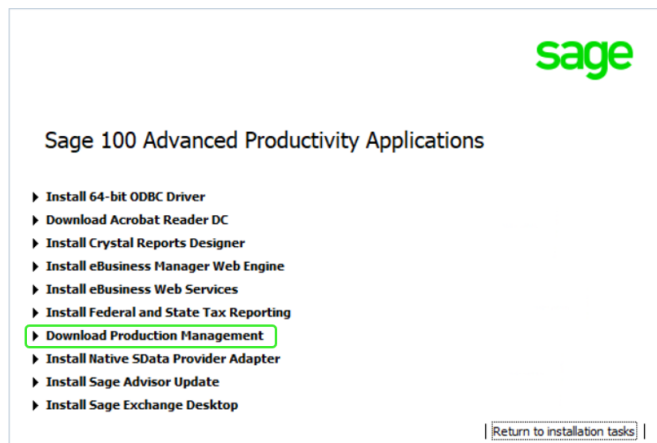 sage
Sage 100 Advanced Productivity Applications
Install 64-bit ODBC Driver
Download Acrobat Reader DC
Install Crystal Reports Designer
Install eBusiness Manager Web Engine
Install eBusiness Web Services
Install Federal and State Tax Reporting
Download Production Management
Install Native SData Provider Adapter
Install Sage Advisor Update
Install Sage Exchange Desktop
Return to installation tasks